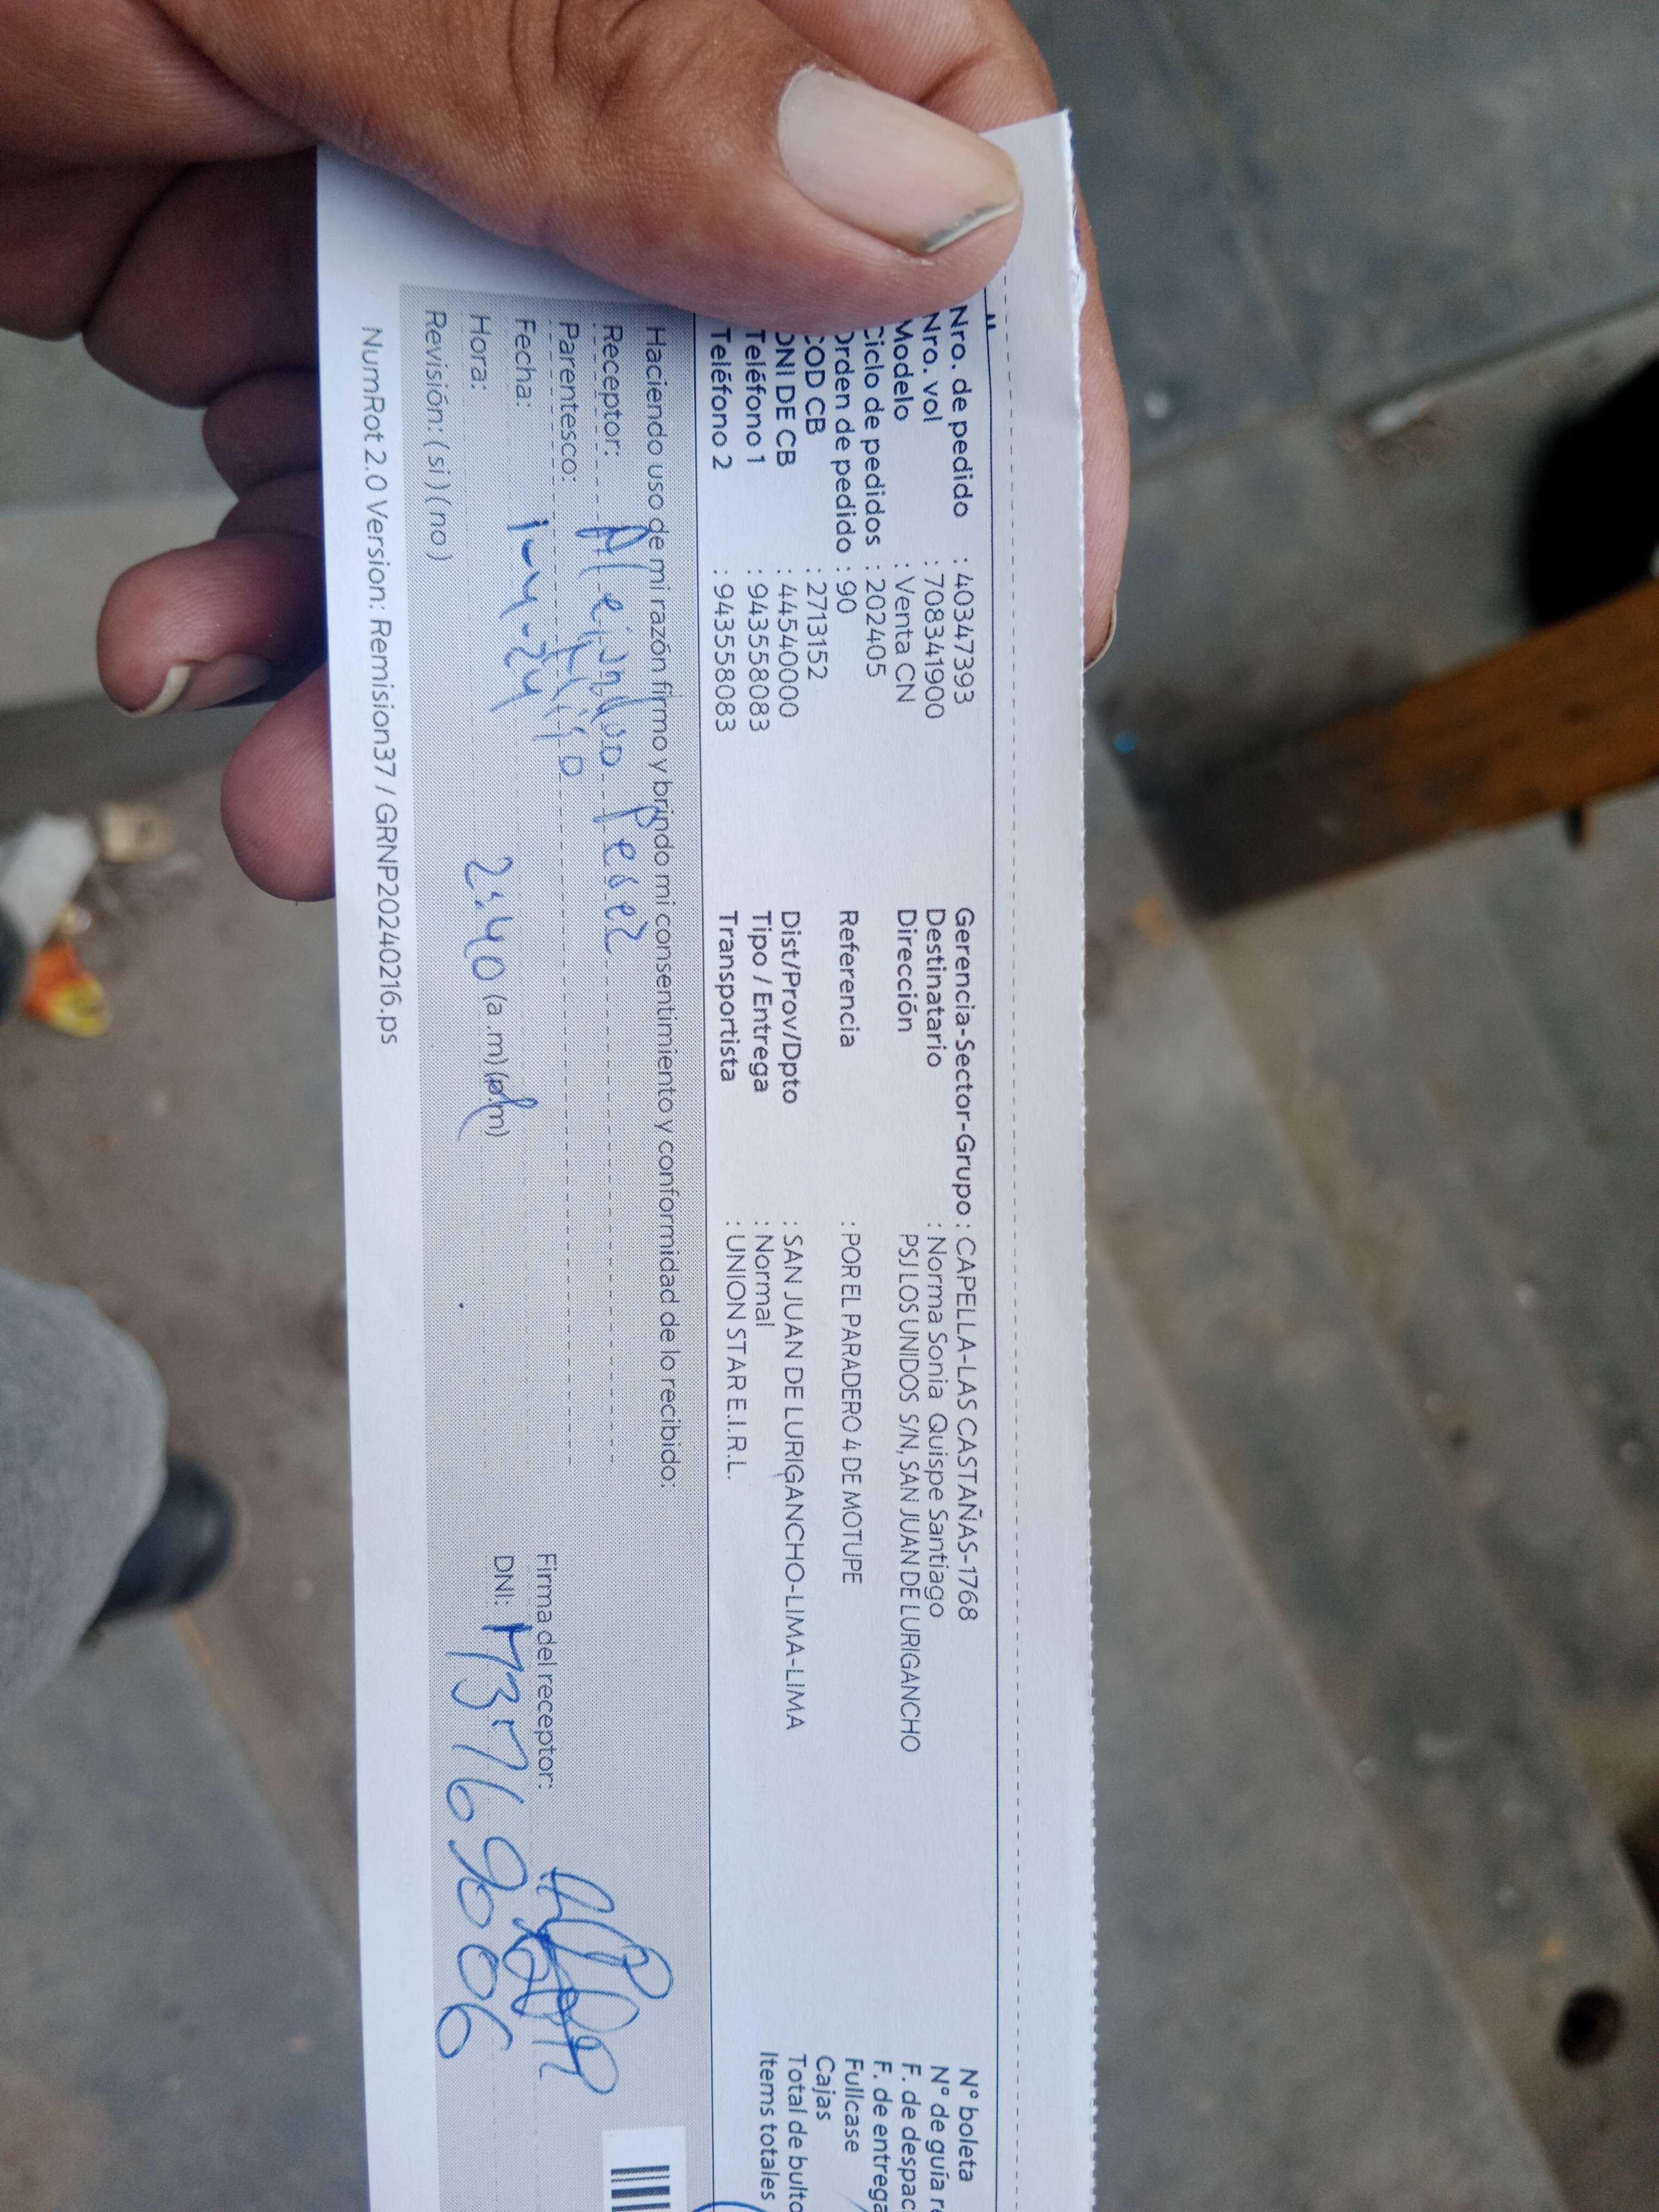 Nro. de pedido : 40347393
Nro. vol : 708341900
Modelo : Venta CN
Ciclo de pedidos : 202405
Orden de pedido : 90
COD CB : 2713152
DNI DE CB : 44540000
Teléfono 1 : 943558083
Teléfono 2 : 943558083
Gerencia-Sector-Grupo : CAPELLA-LAS CASTAÑAS-1768
Destinatario : Norma Sonia Quispe Santiago
Dirección PSJ LOS UNIDOS S/N, SAN JUAN DE LURIGANCHO
Referencia : POR EL PARADERO 4 DE MOTUPE
Dist/Prov/Dpto : SAN JUAN DE LURIGANCHO-LIMA-LIMA
Tipo / Entrega : Normal
Transportista : UNION STAR E.I.R.L.
N° boleta
N° de guía r
F. de despac
F. de entrega
Fullcase
Cajas
Total de bulto
Items totales
Haciendo uso de mi razón firmo y brindo mi consentimiento y conformidad de lo recibido:
Receptor:
Parentesco:
Fecha: 1-4-24
Hora: 2:40 (a.m) (p.m)
Revisión: (si) (no)
Firma del receptor:
DNI:
NumRot 2.0 Version: Remision37 / GRNP20240216.ps